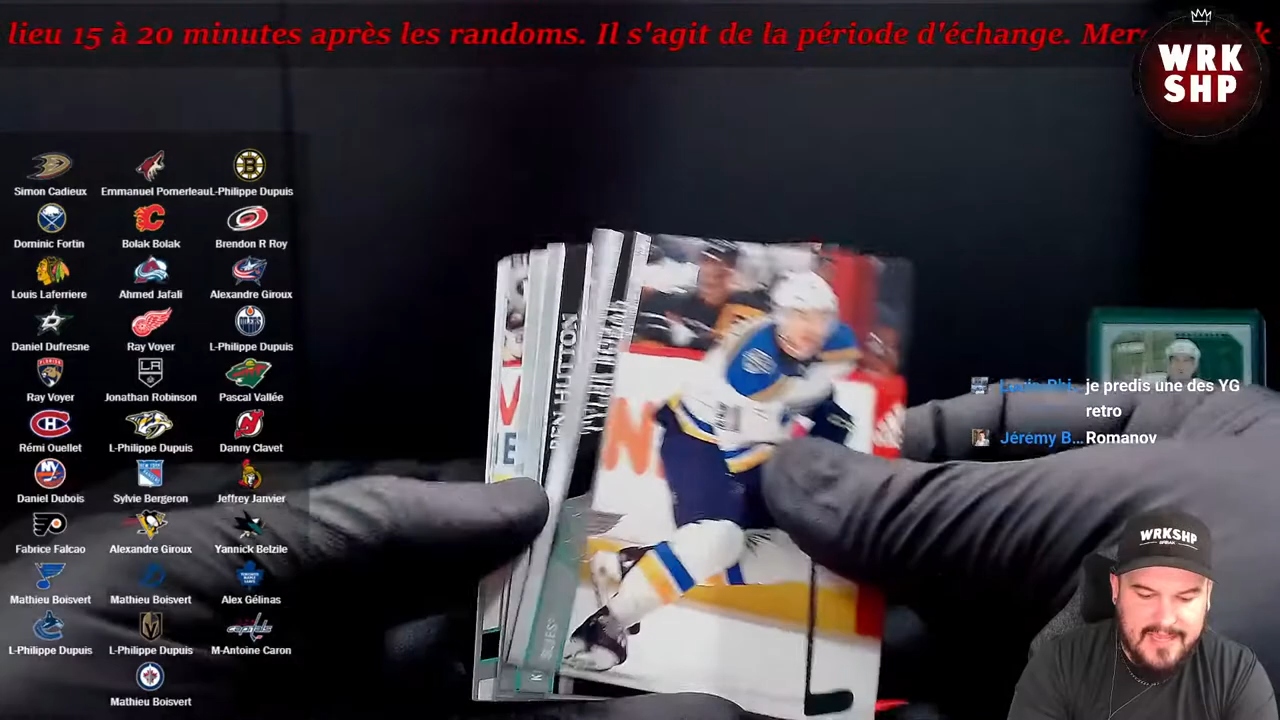 lieu 15 à 20 minutes après les randoms. Il s'agit de la période d'échange.
WRK
SHP
Simon Cadieux
Emmanuel Pomerleau
L-Philippe Dupuis
Dominic Fortin
Bolak Bolak
Brendon R Roy
Louis Laferriere
Ahmed Jafali
Alexandre Giroux
Daniel Dufresne
Ray Voyer
L-Philippe Dupuis
Ray Voyer
Jonathan Robinson
Pascal Vallée
Rémi Ouellet
L-Philippe Dupuis
Danny Clavet
Daniel Dubois
Sylvie Bergeron
Jeffrey Janvier
Fabrice Falcao
Alexandre Giroux
Yannick Belzile
Mathieu Boisvert
Mathieu Boisvert
Alex Gélinas
L-Philippe Dupuis
L-Philippe Dupuis
M-Antoine Caron
Mathieu Boisvert
BEN HUTTON
je predis une des YG
retro
Jérémy B... Romanov
WRKSHP